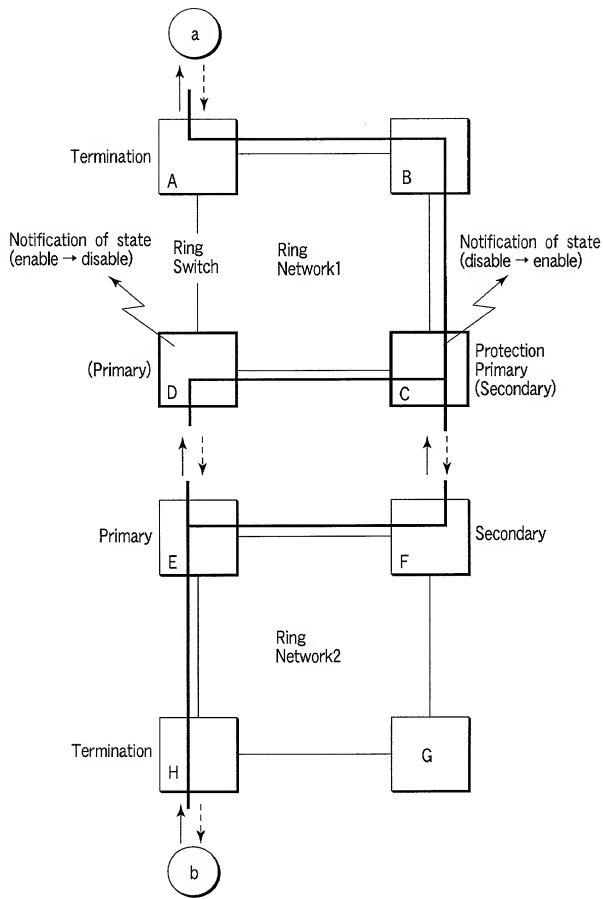 a
Termination
A
B
Notification of state
(enable → disable)
Ring
Switch
Ring
Network1
Notification of state
(disable → enable)
(Primary)
D
C
Protection
Primary
(Secondary)
Primary
E
F
Secondary
Ring
Network2
Termination
H
G
b